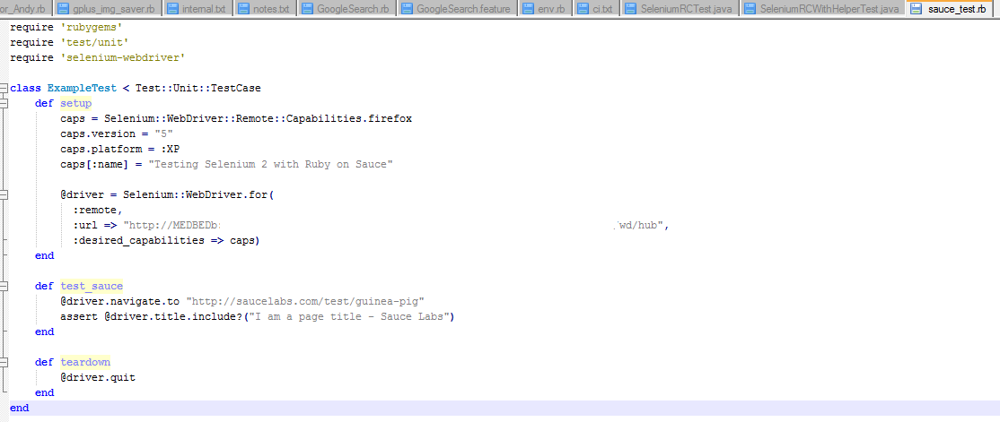 or_Andy.rb gplus_img_saver.rb internal.txt notes.txt GoogleSearch.rb GoogleSearch.feature env.rb ci.txt SeleniumRCTest.java SeleniumRCWithHelperTest.java sauce_test.rb
require 'rubygems'
require 'test/unit'
require 'selenium-webdriver'
class ExampleTest < Test::Unit::TestCase
def setup
caps = Selenium::WebDriver::Remote::Capabilities.firefox
caps.version = "5"
caps.platform = :XP
caps[:name] = "Testing Selenium 2 with Ruby on Sauce"
@driver = Selenium::WebDriver.for(
:remote,
:url => "http://MEDBEDb /wd/hub",
:desired_capabilities => caps)
end
def test_sauce
@driver.navigate.to "http://saucelabs.com/test/guinea-pig"
assert @driver.title.include?("I am a page title - Sauce Labs")
end
def teardown
@driver.quit
end
end